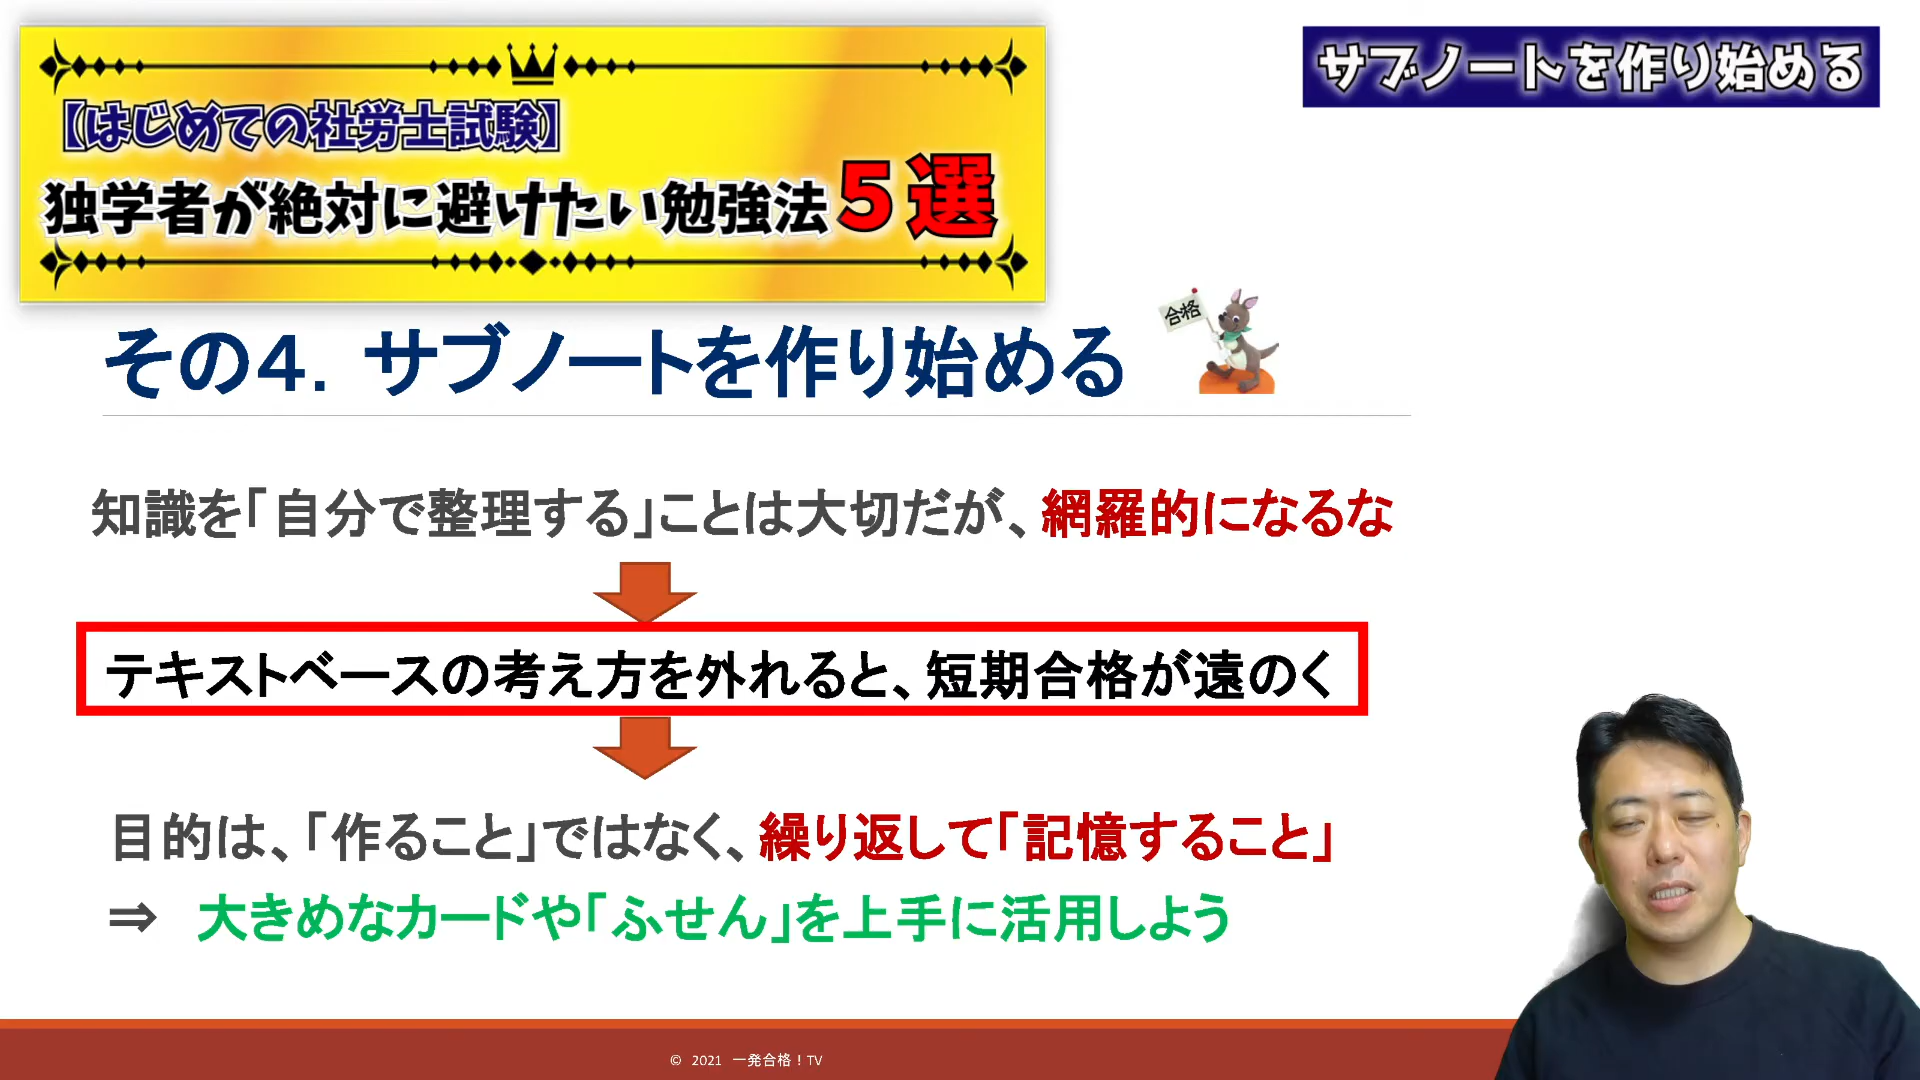 【はじめての社労士試験】
独学者が絶対に避けたい勉強法5選
サブノートを作り始める
合格
その4．サブノートを作り始める
知識を「自分で整理する」ことは大切だが、網羅的になるな
テキストベースの考え方を外れると、短期合格が遠のく
目的は、「作ること」ではなく、繰り返して「記憶すること」
⇒ 大きめなカードや「ふせん」を上手に活用しよう
© 2021 一発合格！TV